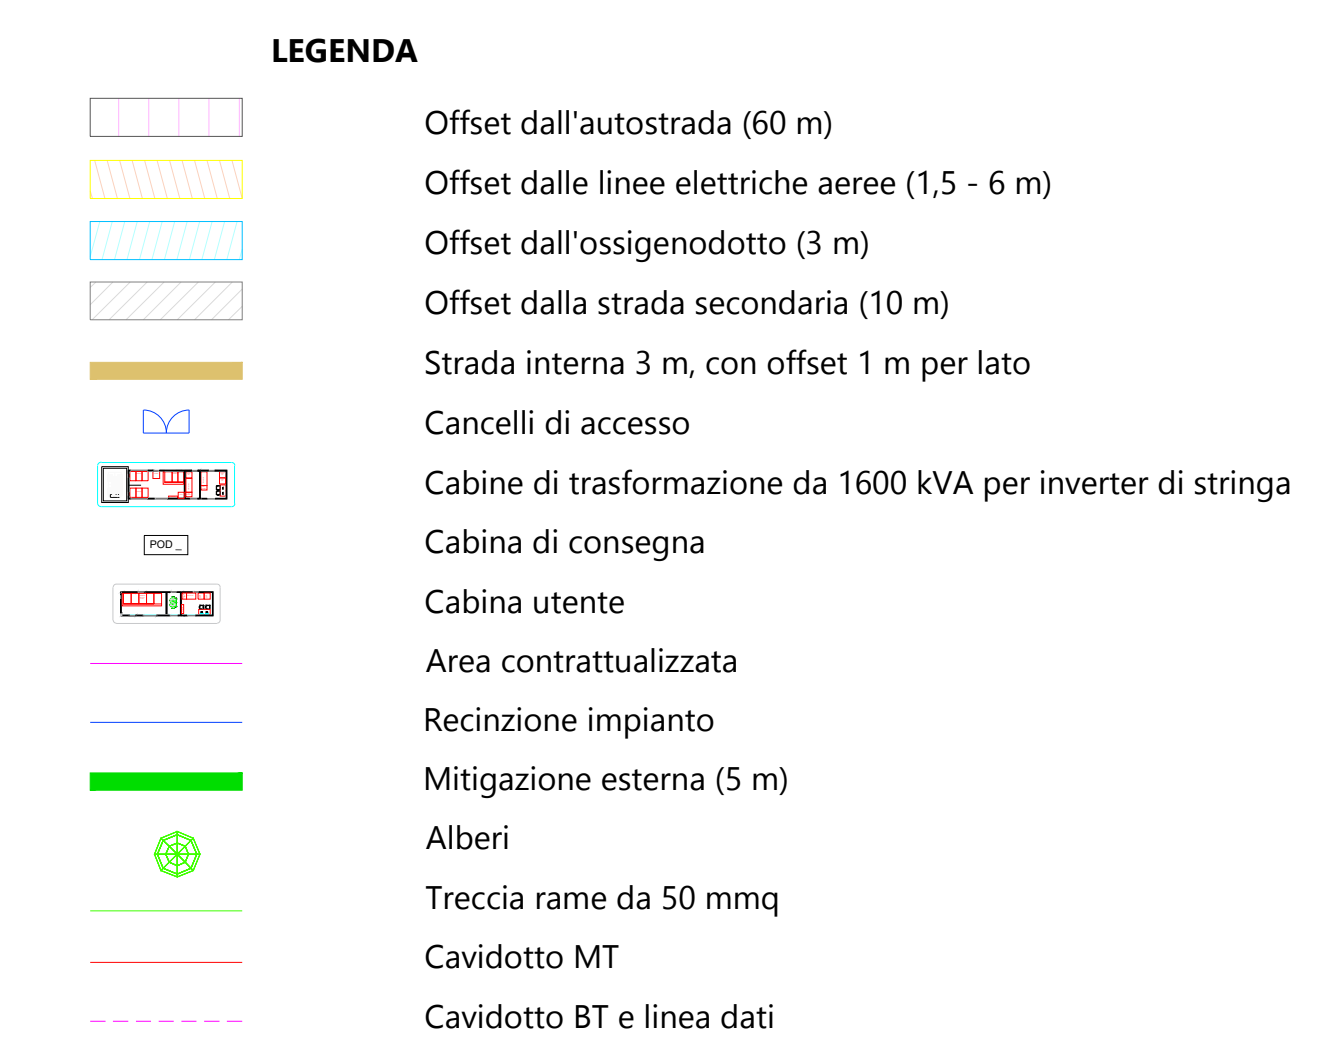 LEGENDA
Offset dall'autostrada (60 m)
Offset dalle linee elettriche aeree (1,5 - 6 m)
Offset dall'ossigenodotto (3 m)
Offset dalla strada secondaria (10 m)
Strada interna 3 m, con offset 1 m per lato
Cancelli di accesso
Cabine di trasformazione da 1600 kVA per inverter di stringa
POD _ Cabina di consegna
Cabina utente
Area contrattualizzata
Recinzione impianto
Mitigazione esterna (5 m)
Alberi
Treccia rame da 50 mmq
Cavidotto MT
Cavidotto BT e linea dati